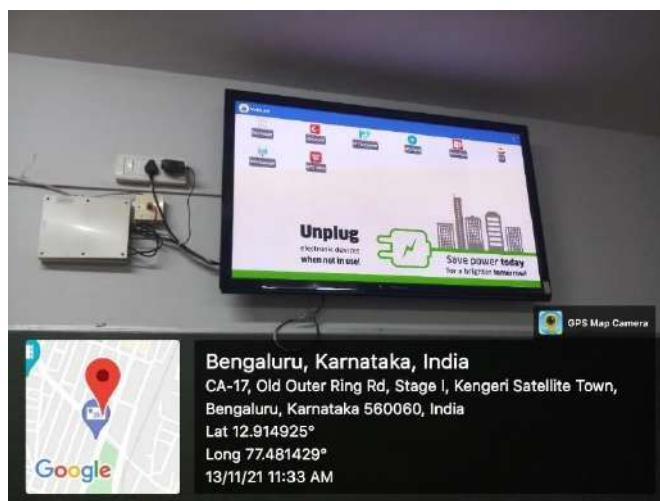 Unplug
electronic devices
when not in use!
Save power today
for a brighter tomorrow!
GPS Map Camera
Bengaluru, Karnataka, India
CA-17, Old Outer Ring Rd, Stage I, Kengeri Satellite Town,
Bengaluru, Karnataka 560060, India
Lat 12.914925°
Long 77.481429°
13/11/21 11:33 AM
Google